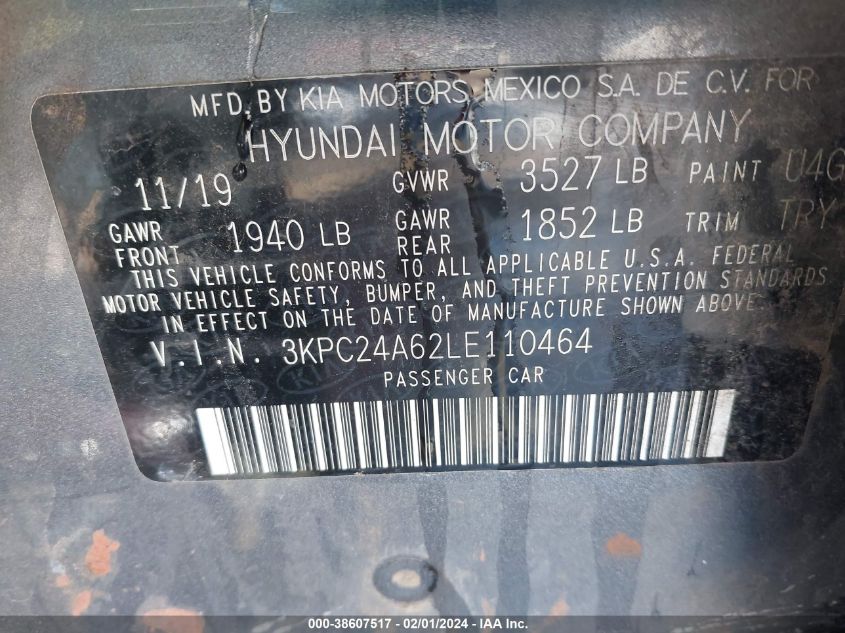 MFD. BY KIA MOTORS MEXICO S.A. DE C.V. FOR
HYUNDAI MOTOR COMPANY
11/19 GVWR 3527 LB PAINT U4G
GAWR FRONT 1940 LB GAWR REAR 1852 LB TRIM TRY
THIS VEHICLE CONFORMS TO ALL APPLICABLE U.S.A. FEDERAL
MOTOR VEHICLE SAFETY, BUMPER, AND THEFT PREVENTION STANDARDS
IN EFFECT ON THE DATE OF MANUFACTURE SHOWN ABOVE.
V.I.N. 3KPC24A62LE110464
PASSENGER CAR
000-38607517 - 02/01/2024 - IAA Inc.